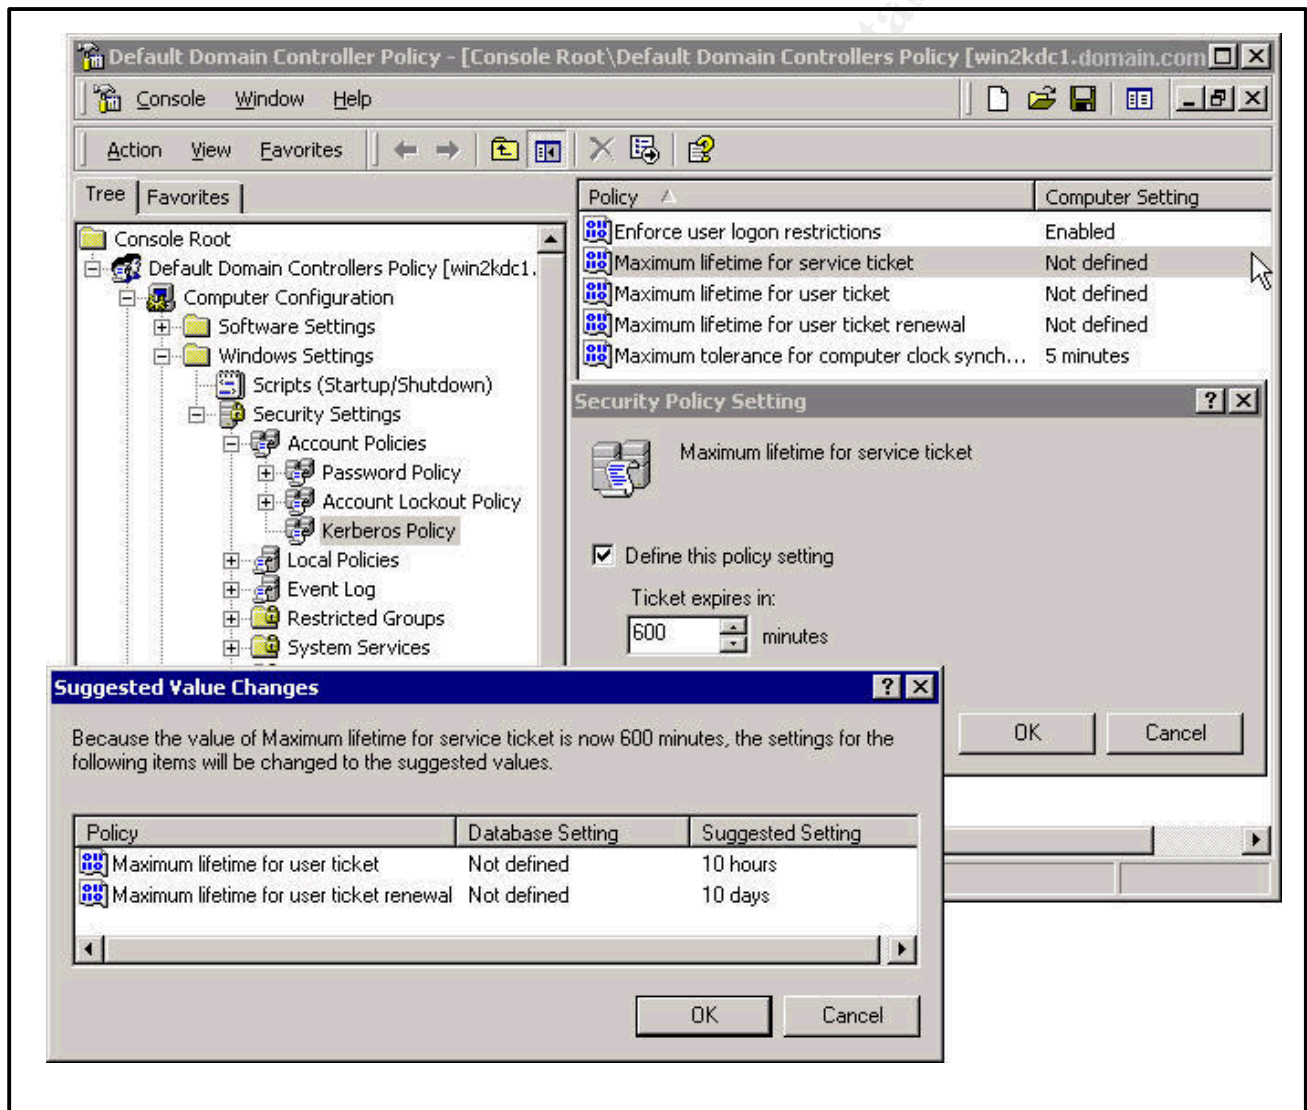 Default Domain Controller Policy - [Console Root\Default Domain Controllers Policy [win2kdc1.domain.com
Console Window Help
Action View Favorites
Tree Favorites
Policy Computer Setting
Console Root
Default Domain Controllers Policy [win2kdc1.
Computer Configuration
Software Settings
Windows Settings
Scripts (Startup/Shutdown)
Security Settings
Account Policies
Password Policy
Account Lockout Policy
Kerberos Policy
Local Policies
Event Log
Restricted Groups
System Services
Enforce user logon restrictions Enabled
Maximum lifetime for service ticket Not defined
Maximum lifetime for user ticket Not defined
Maximum lifetime for user ticket renewal Not defined
Maximum tolerance for computer clock synch... 5 minutes
Security Policy Setting
Maximum lifetime for service ticket
Define this policy setting
Ticket expires in:
600 minutes
OK Cancel
Suggested Value Changes
Because the value of Maximum lifetime for service ticket is now 600 minutes, the settings for the
following items will be changed to the suggested values.
Policy Database Setting Suggested Setting
Maximum lifetime for user ticket Not defined 10 hours
Maximum lifetime for user ticket renewal Not defined 10 days
OK Cancel